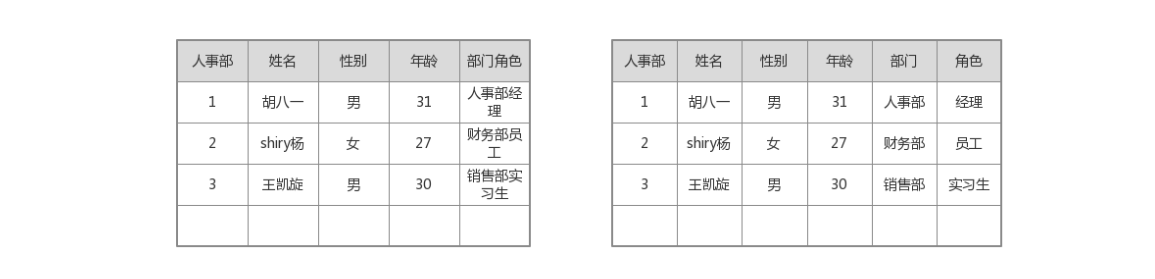 人事部 姓名 性别 年龄 部门角色
1 胡八一 男 31 人事部经
理
2 shiry杨 女 27 财务部员
工
3 王凯旋 男 30 销售部实
习生
人事部 姓名 性别 年龄 部门 角色
1 胡八一 男 31 人事部 经理
2 shiry杨 女 27 财务部 员工
3 王凯旋 男 30 销售部 实习生